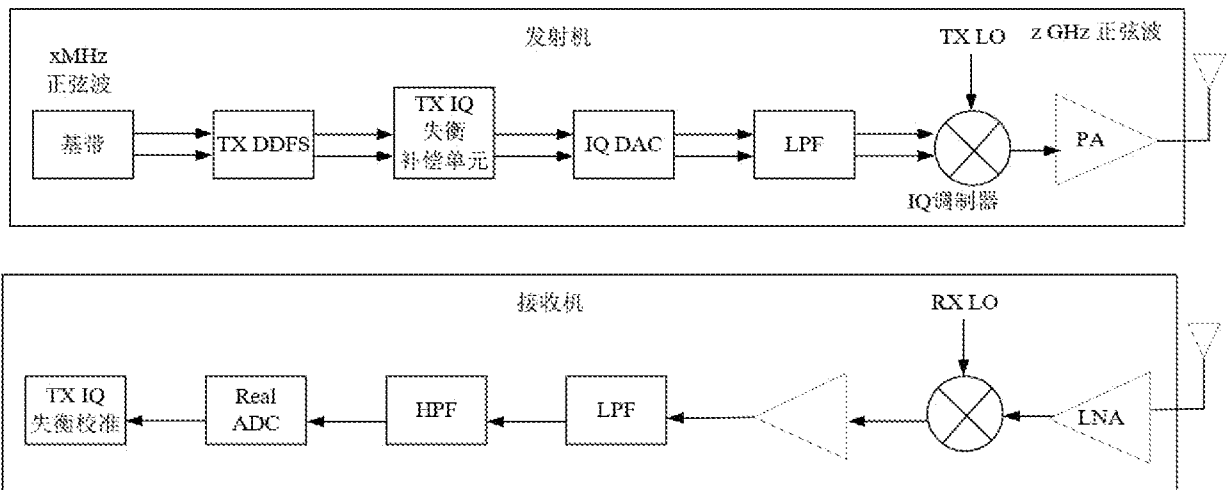 发射机
xMHz
正弦波
基带
TX DDFS
TX IQ
失衡
补偿单元
IQ DAC
LPF
TX LO
IQ调制器
z GHz 正弦波
PA
接收机
RX LO
TX IQ
失衡校准
Real
ADC
HPF
LPF
LNA